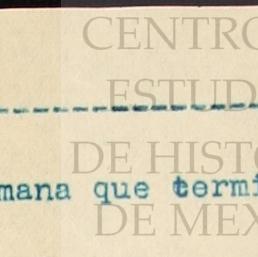 CENTRO
ESTUD
DE HISTO
mana que termi
DE MEX